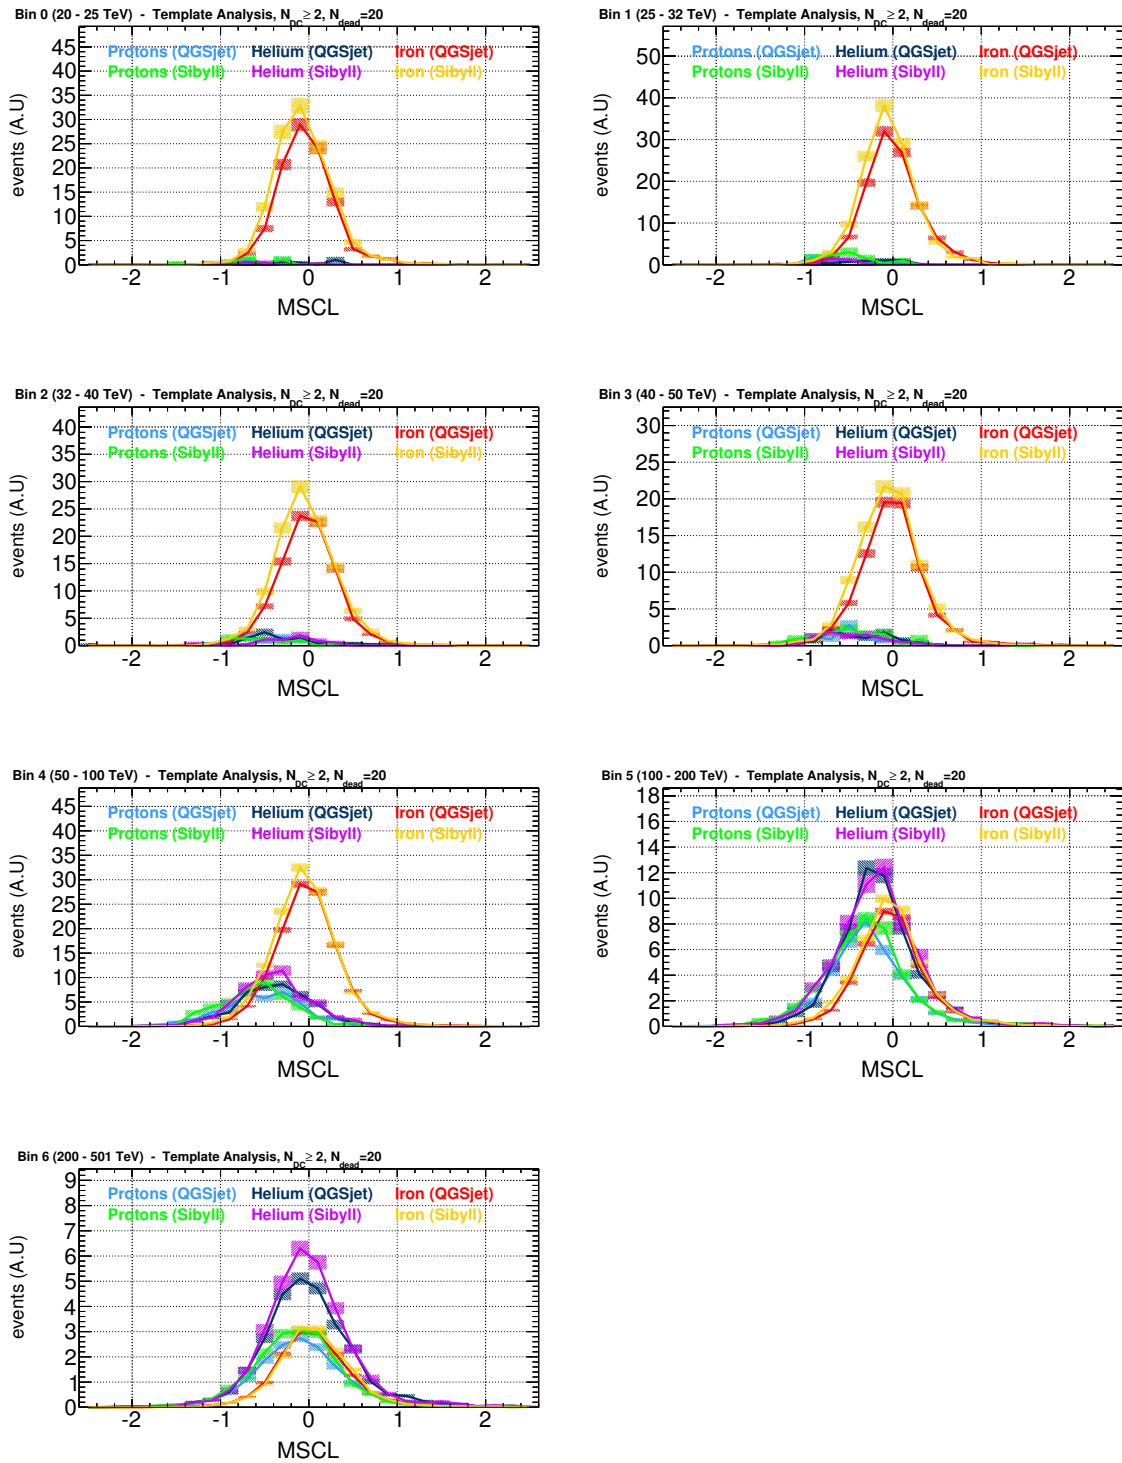 Bin 0 (20 - 25 TeV) - Template Analysis, N_DC ≥ 2, N_dead=20
Protons (QGSjet) Helium (QGSjet) Iron (QGSjet)
Protons (Sibyll) Helium (Sibyll) Iron (Sibyll)
events (A.U)
45
40
35
30
25
20
15
10
5
0
-2 -1 0 1 2
MSCL
Bin 1 (25 - 32 TeV) - Template Analysis, N_DC ≥ 2, N_dead=20
Protons (QGSjet) Helium (QGSjet) Iron (QGSjet)
Protons (Sibyll) Helium (Sibyll) Iron (Sibyll)
events (A.U)
50
40
30
20
10
0
-2 -1 0 1 2
MSCL
Bin 2 (32 - 40 TeV) - Template Analysis, N_DC ≥ 2, N_dead=20
Protons (QGSjet) Helium (QGSjet) Iron (QGSjet)
Protons (Sibyll) Helium (Sibyll) Iron (Sibyll)
events (A.U)
40
35
30
25
20
15
10
5
0
-2 -1 0 1 2
MSCL
Bin 3 (40 - 50 TeV) - Template Analysis, N_DC ≥ 2, N_dead=20
Protons (QGSjet) Helium (QGSjet) Iron (QGSjet)
Protons (Sibyll) Helium (Sibyll) Iron (Sibyll)
events (A.U)
30
25
20
15
10
5
0
-2 -1 0 1 2
MSCL
Bin 4 (50 - 100 TeV) - Template Analysis, N_DC ≥ 2, N_dead=20
Protons (QGSjet) Helium (QGSjet) Iron (QGSjet)
Protons (Sibyll) Helium (Sibyll) Iron (Sibyll)
events (A.U)
45
40
35
30
25
20
15
10
5
0
-2 -1 0 1 2
MSCL
Bin 5 (100 - 200 TeV) - Template Analysis, N_DC ≥ 2, N_dead=20
Protons (QGSjet) Helium (QGSjet) Iron (QGSjet)
Protons (Sibyll) Helium (Sibyll) Iron (Sibyll)
events (A.U)
18
16
14
12
10
8
6
4
2
0
-2 -1 0 1 2
MSCL
Bin 6 (200 - 501 TeV) - Template Analysis, N_DC ≥ 2, N_dead=20
Protons (QGSjet) Helium (QGSjet) Iron (QGSjet)
Protons (Sibyll) Helium (Sibyll) Iron (Sibyll)
events (A.U)
9
8
7
6
5
4
3
2
1
0
-2 -1 0 1 2
MSCL